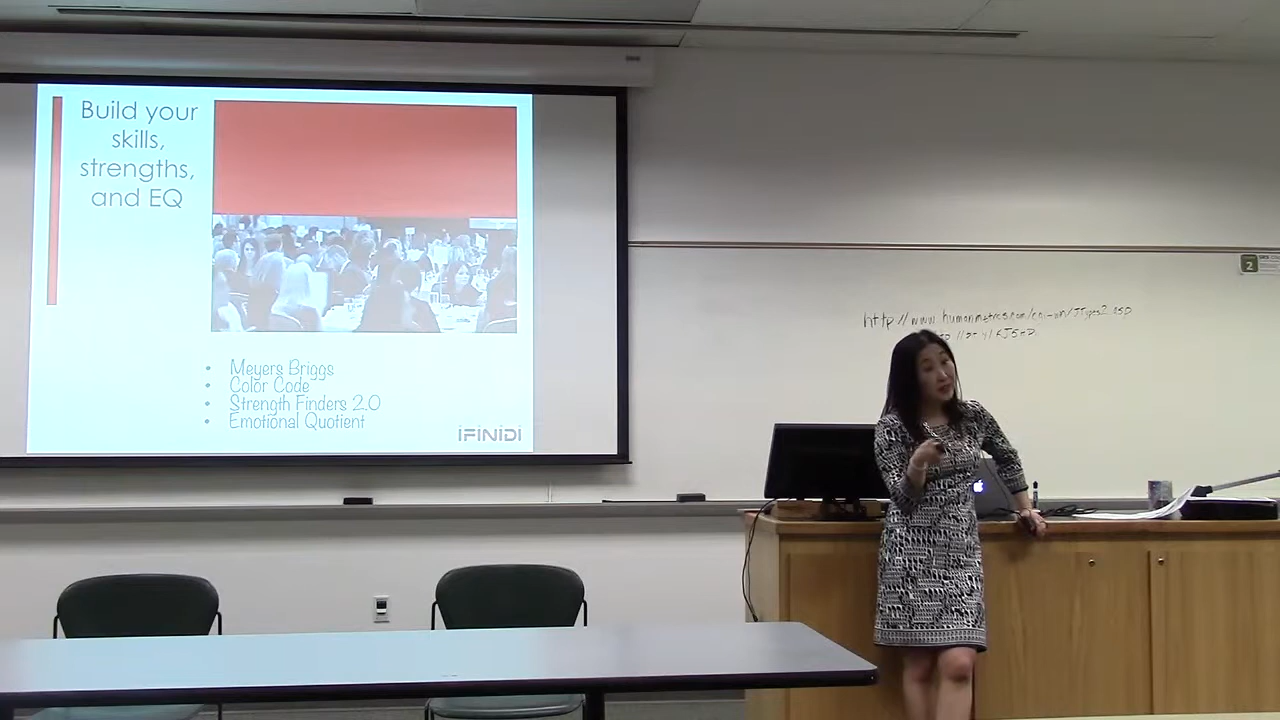 Build your
skills,
strengths,
and EQ
• Meyers Briggs
• Color Code
• Strength Finders 2.0
• Emotional Quotient
iFiNiDi
http://www.humanmetrics.com/cgi-win/JTypes2.asp
2